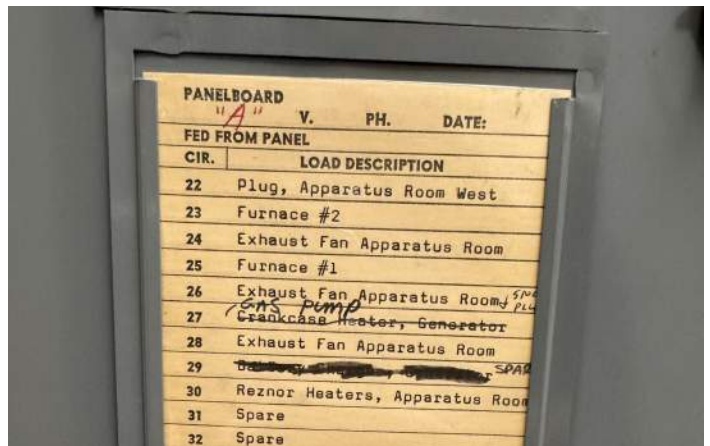 PANELBOARD
"A" V. PH. DATE:
FED FROM PANEL
CIR. LOAD DESCRIPTION
22 Plug, Apparatus Room West
23 Furnace #2
24 Exhaust Fan Apparatus Room
25 Furnace #1
26 Exhaust Fan Apparatus Room
GAS PUMP
27 Crankcase Heater, Generator
28 Exhaust Fan Apparatus Room
29 SPAR
30 Reznor Heaters, Apparatus Room
31 Spare
32 Spare